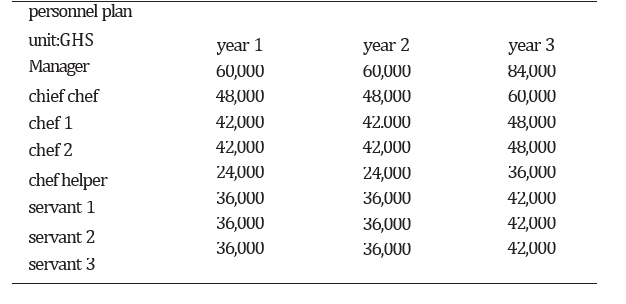 personnel plan
unit:GHS year 1 year 2 year 3
Manager 60,000 60,000 84,000
chief chef 48,000 48,000 60,000
chef 1 42,000 42.000 48,000
chef 2 42,000 42,000 48,000
chef helper 24,000 24,000 36,000
servant 1 36,000 36,000 42,000
servant 2 36,000 36,000 42,000
servant 3 36,000 36,000 42,000